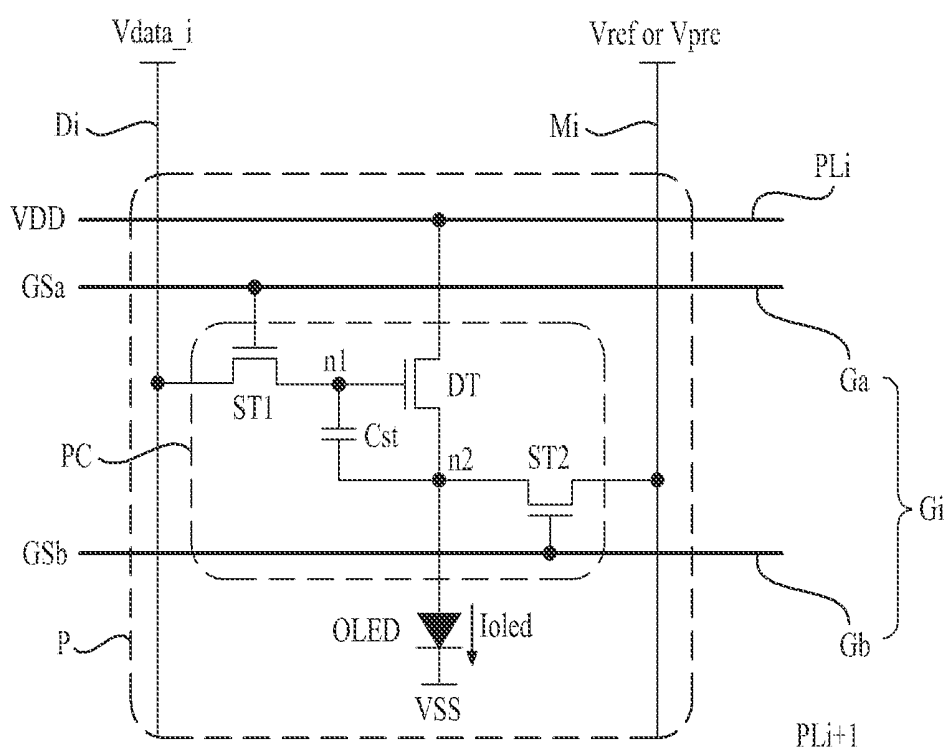 Vdata_i
Vref or Vpre
Di
Mi
PLi
VDD
GSa
n1
DT
Ga
ST1
Cst
PC
n2
ST2
Gi
GSb
OLED
Ioled
P
Gb
VSS
PLi+1